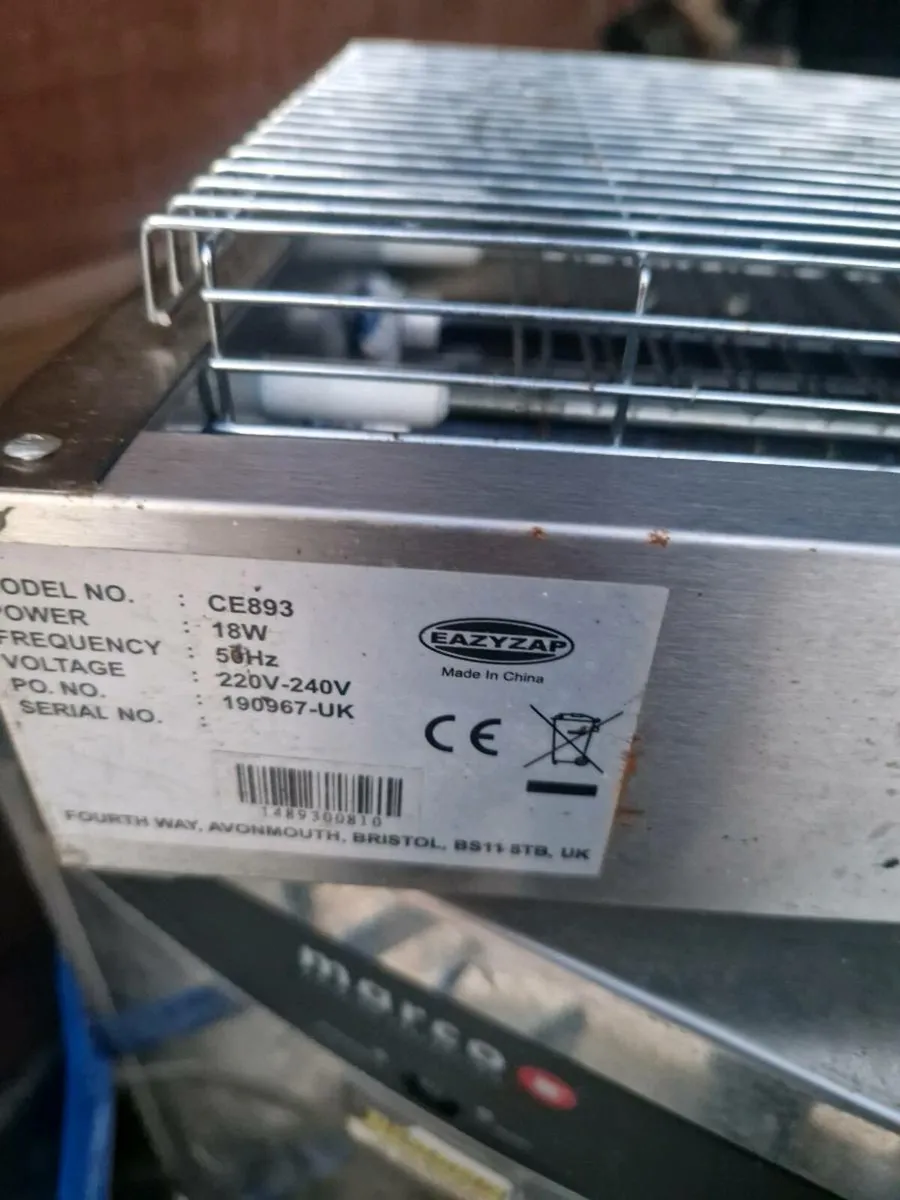 ODEL NO. : CE893
POWER : 18W
FREQUENCY : 50Hz
VOLTAGE : 220V-240V
PO. NO. : 190967-UK
SERIAL NO. :
EAZYZAP
Made In China
CE
1489300810
FOURTH WAY, AVONMOUTH, BRISTOL, BS11 8TB, UK
marco